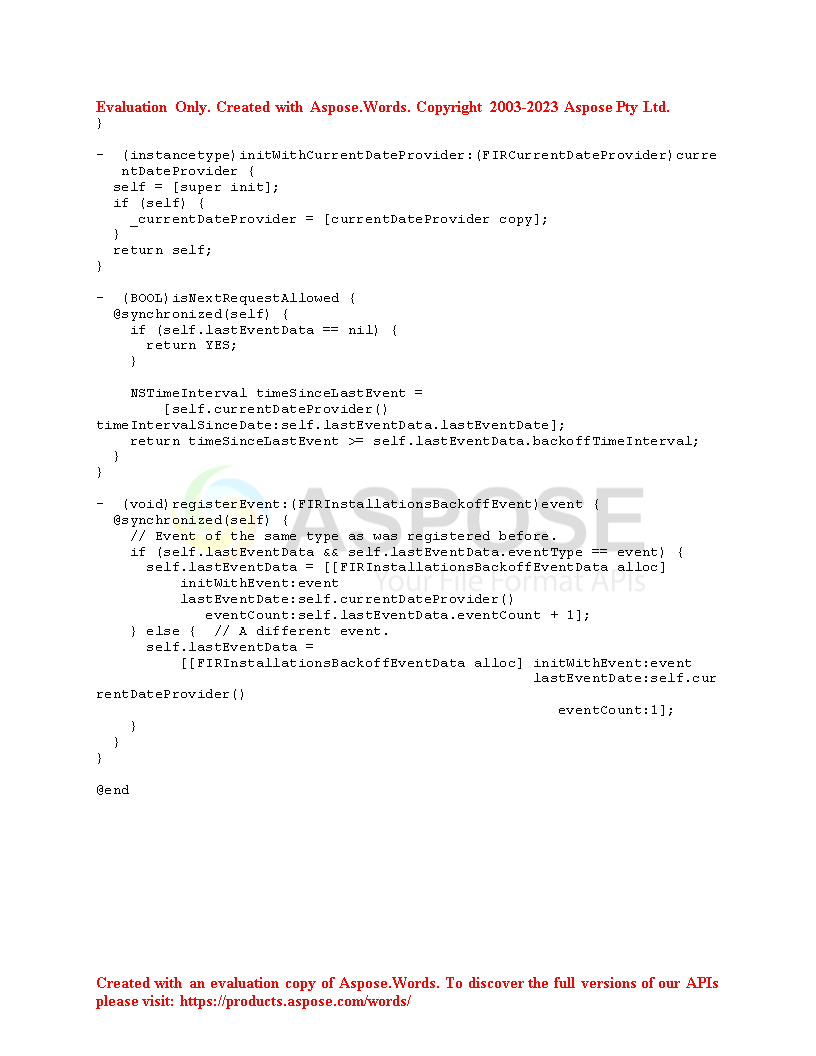 Evaluation Only. Created with Aspose.Words. Copyright 2003-2023 Aspose Pty Ltd.
}
- (instancetype)initWithCurrentDateProvider:(FIRCurrentDateProvider)curre
ntDateProvider {
self = [super init];
if (self) {
_currentDateProvider = [currentDateProvider copy];
}
return self;
}
- (BOOL)isNextRequestAllowed {
@synchronized(self) {
if (self.lastEventData == nil) {
return YES;
}
NSTimeInterval timeSinceLastEvent =
[self.currentDateProvider()
timeIntervalSinceDate:self.lastEventData.lastEventDate];
return timeSinceLastEvent >= self.lastEventData.backoffTimeInterval;
}
}
- (void)registerEvent:(FIRInstallationsBackoffEvent)event {
@synchronized(self) {
// Event of the same type as was registered before.
if (self.lastEventData && self.lastEventData.eventType == event) {
self.lastEventData = [[FIRInstallationsBackoffEventData alloc]
initWithEvent:event
lastEventDate:self.currentDateProvider()
eventCount:self.lastEventData.eventCount + 1];
} else { // A different event.
self.lastEventData =
[[FIRInstallationsBackoffEventData alloc] initWithEvent:event
lastEventDate:self.cur
rentDateProvider()
eventCount:1];
}
}
}
@end
ASPOSE
Your File Format APIs
Created with an evaluation copy of Aspose.Words. To discover the full versions of our APIs
please visit: https://products.aspose.com/words/